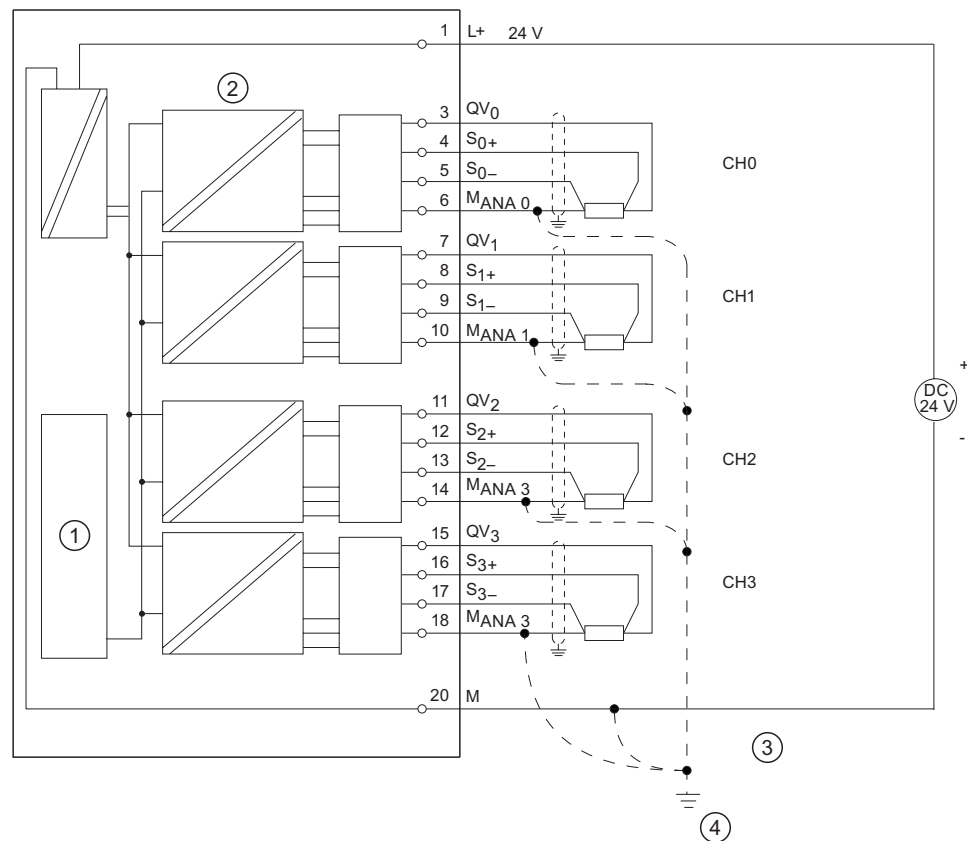 1 L+ 24 V
②
3 QV0
4 S0+
5 S0–
6 MANA 0
CH0
7 QV1
8 S1+
9 S1–
10 MANA 1
CH1
DC
24 V
+
-
11 QV2
12 S2+
13 S2–
14 MANA 3
CH2
①
15 QV3
16 S3+
17 S3–
18 MANA 3
CH3
20 M
③
④